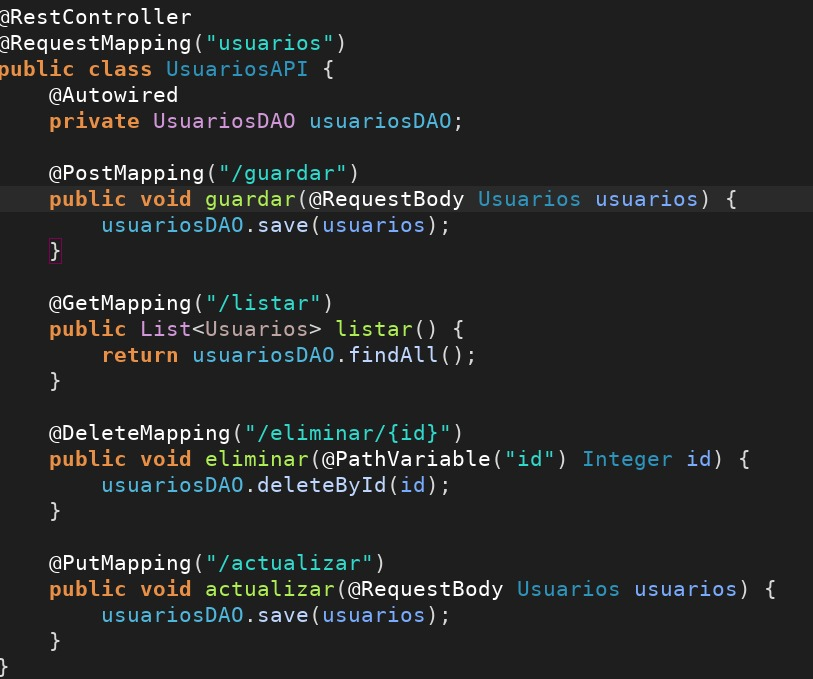 @RestController
@RequestMapping("usuarios")
public class UsuariosAPI {
    @Autowired
    private UsuariosDAO usuariosDAO;

    @PostMapping("/guardar")
    public void guardar(@RequestBody Usuarios usuarios) {
        usuariosDAO.save(usuarios);
    }

    @GetMapping("/listar")
    public List<Usuarios> listar() {
        return usuariosDAO.findAll();
    }

    @DeleteMapping("/eliminar/{id}")
    public void eliminar(@PathVariable("id") Integer id) {
        usuariosDAO.deleteById(id);
    }

    @PutMapping("/actualizar")
    public void actualizar(@RequestBody Usuarios usuarios) {
        usuariosDAO.save(usuarios);
    }
}